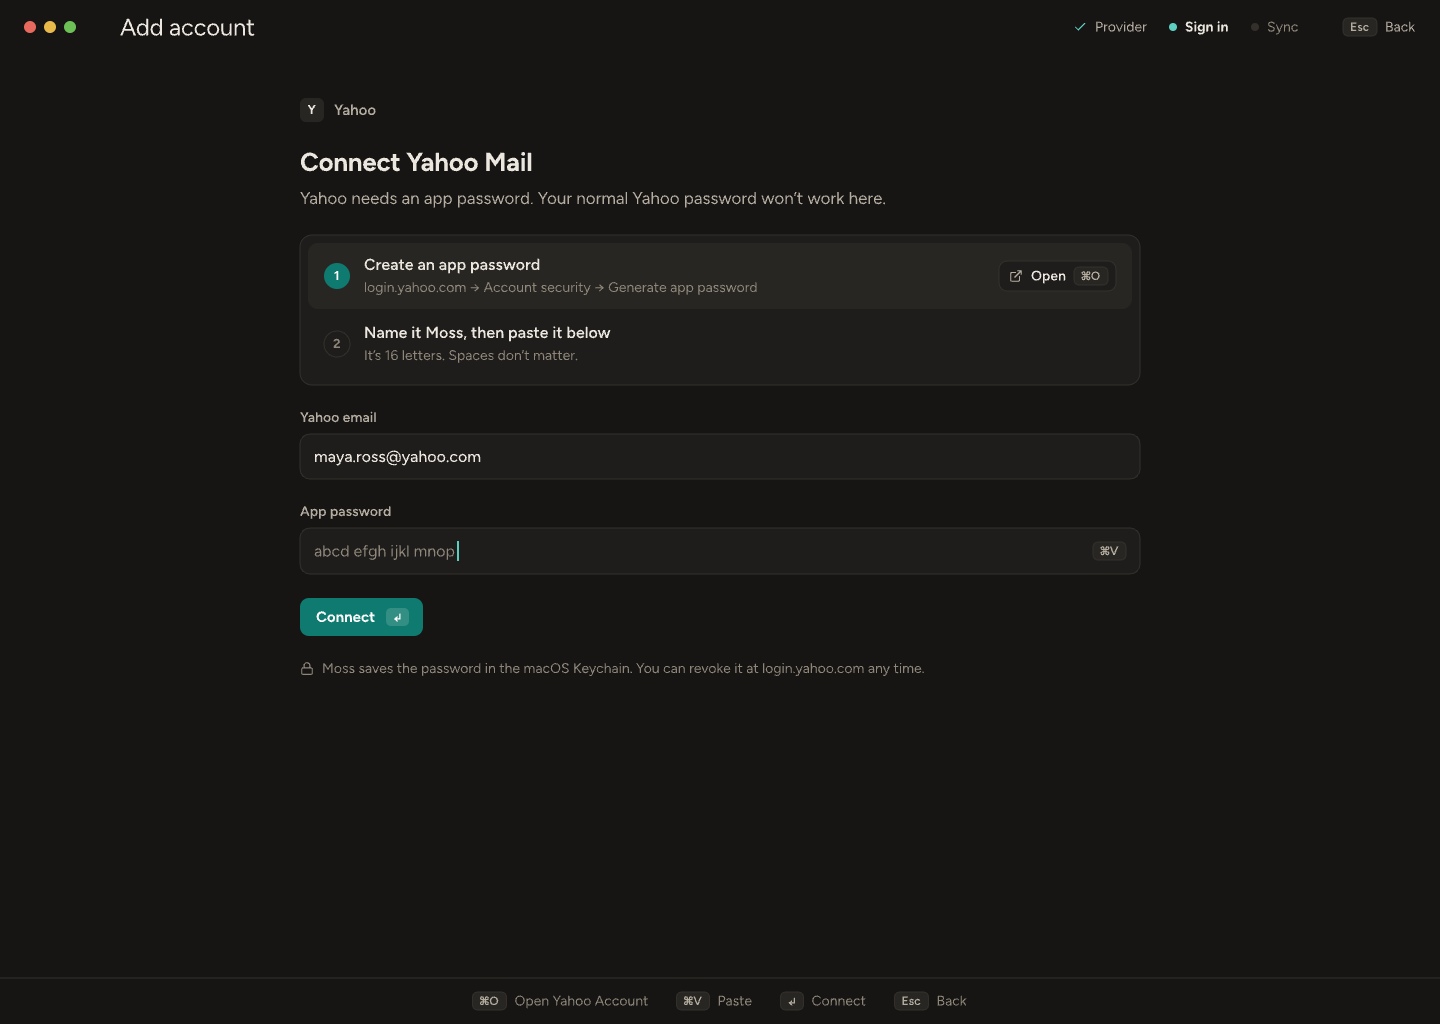 Add account
Provider
Sign in
Sync
Esc Back
Y Yahoo
Connect Yahoo Mail
Yahoo needs an app password. Your normal Yahoo password won’t work here.
1 Create an app password
login.yahoo.com → Account security → Generate app password
Open ⌘O
2 Name it Moss, then paste it below
It’s 16 letters. Spaces don’t matter.
Yahoo email
maya.ross@yahoo.com
App password
abcd efgh ijkl mnop
⌘V
Connect ↵
Moss saves the password in the macOS Keychain. You can revoke it at login.yahoo.com any time.
⌘O Open Yahoo Account ⌘V Paste ↵ Connect Esc Back